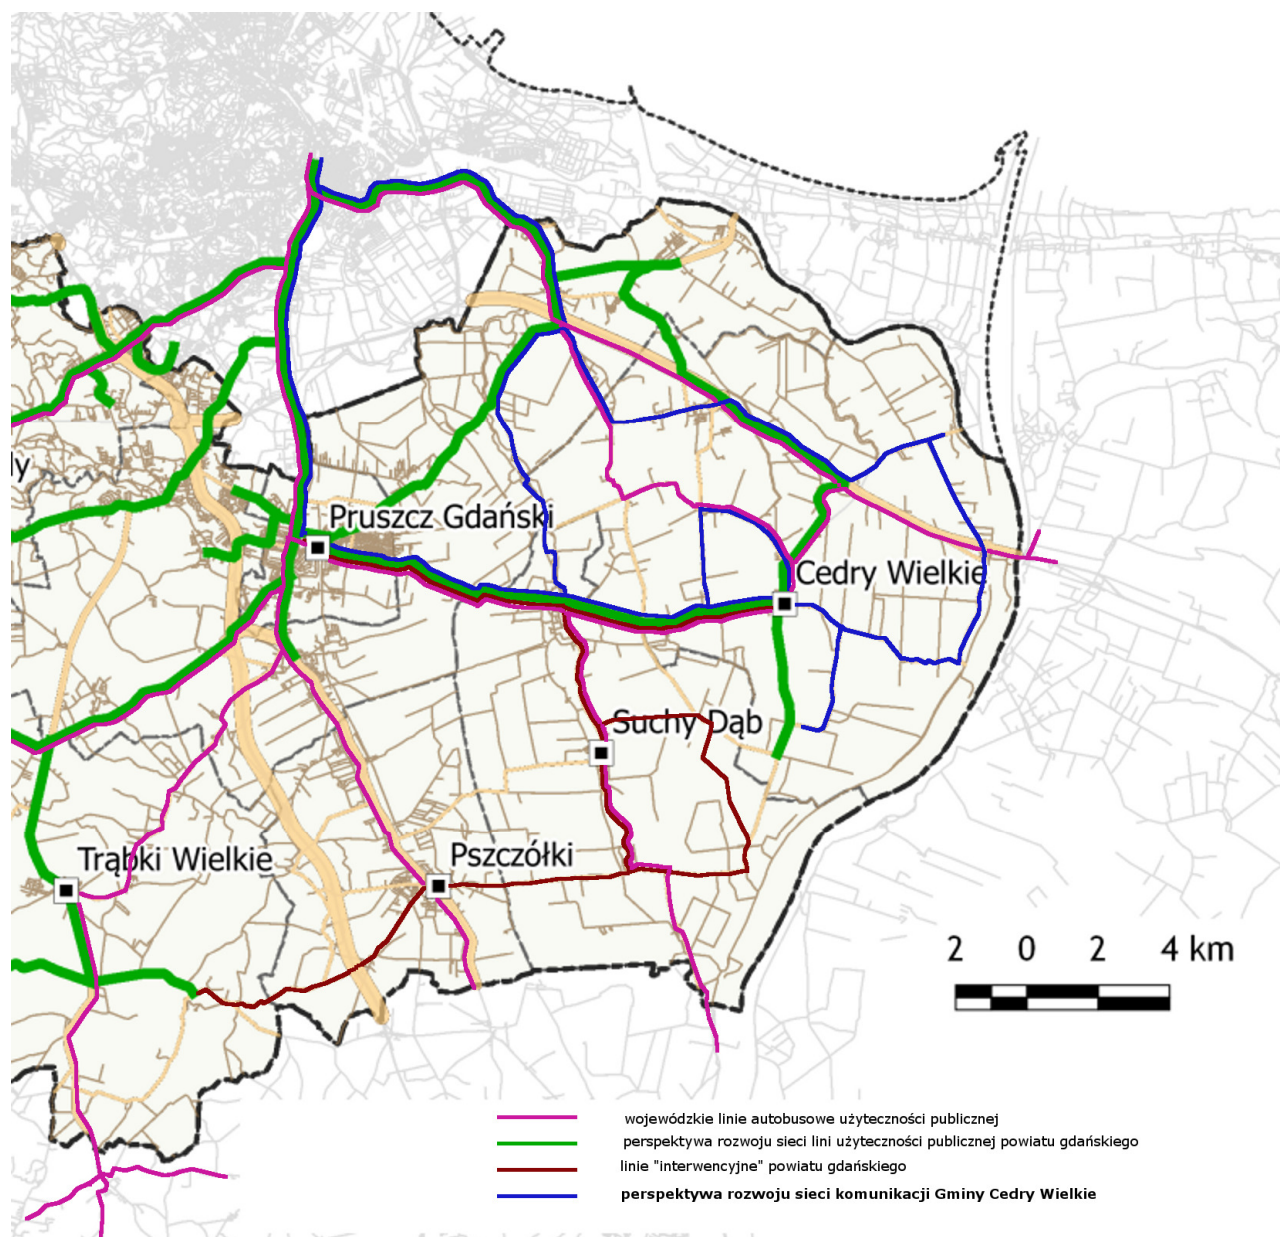 ly
Pruszcz Gdański
Cedry Wielkie
Suchy Dąb
Pszczółki
Trąbki Wielkie
2 0 2 4 km
wojewódzkie linie autobusowe użyteczności publicznej
perspektywa rozwoju sieci lini użyteczności publicznej powiatu gdańskiego
linie "interwencyjne" powiatu gdańskiego
perspektywa rozwoju sieci komunikacji Gminy Cedry Wielkie